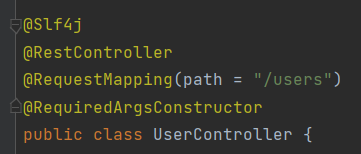 @Slf4j
@RestController
@RequestMapping(path = "/users")
@RequiredArgsConstructor
public class UserController {